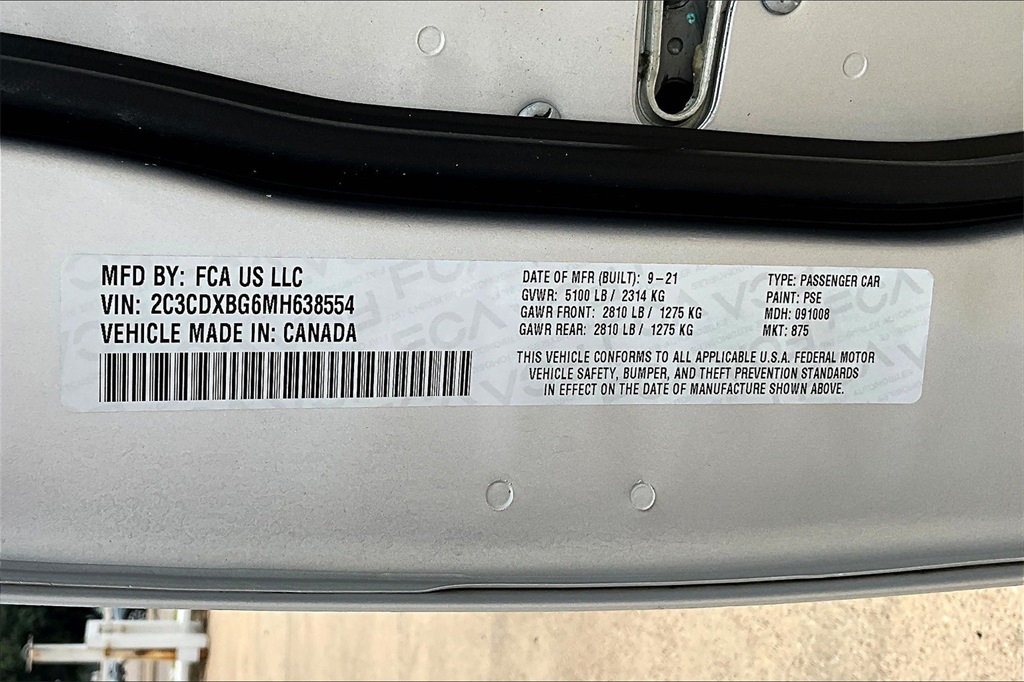 MFD BY: FCA US LLC
VIN: 2C3CDXBG6MH638554
VEHICLE MADE IN: CANADA
DATE OF MFR (BUILT): 9-21
GVWR: 5100 LB / 2314 KG
GAWR FRONT: 2810 LB / 1275 KG
GAWR REAR: 2810 LB / 1275 KG
TYPE: PASSENGER CAR
PAINT: PSE
MDH: 091008
MKT: 875
THIS VEHICLE CONFORMS TO ALL APPLICABLE U.S.A. FEDERAL MOTOR
VEHICLE SAFETY, BUMPER, AND THEFT PREVENTION STANDARDS
IN EFFECT ON THE DATE OF MANUFACTURE SHOWN ABOVE.